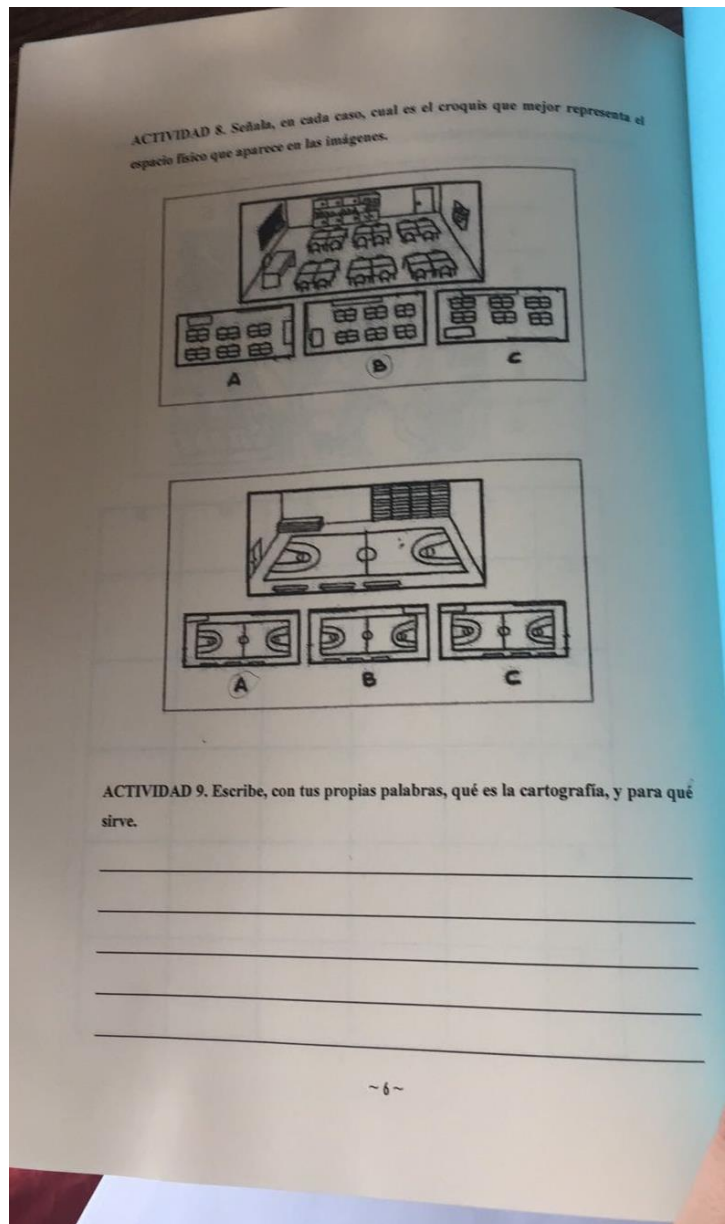 ACTIVIDAD 8. Señala, en cada caso, cual es el croquis que mejor representa el
espacio físico que aparece en las imágenes.
A B C
A B C
ACTIVIDAD 9. Escribe, con tus propias palabras, qué es la cartografía, y para qué
sirve.
~ 6 ~